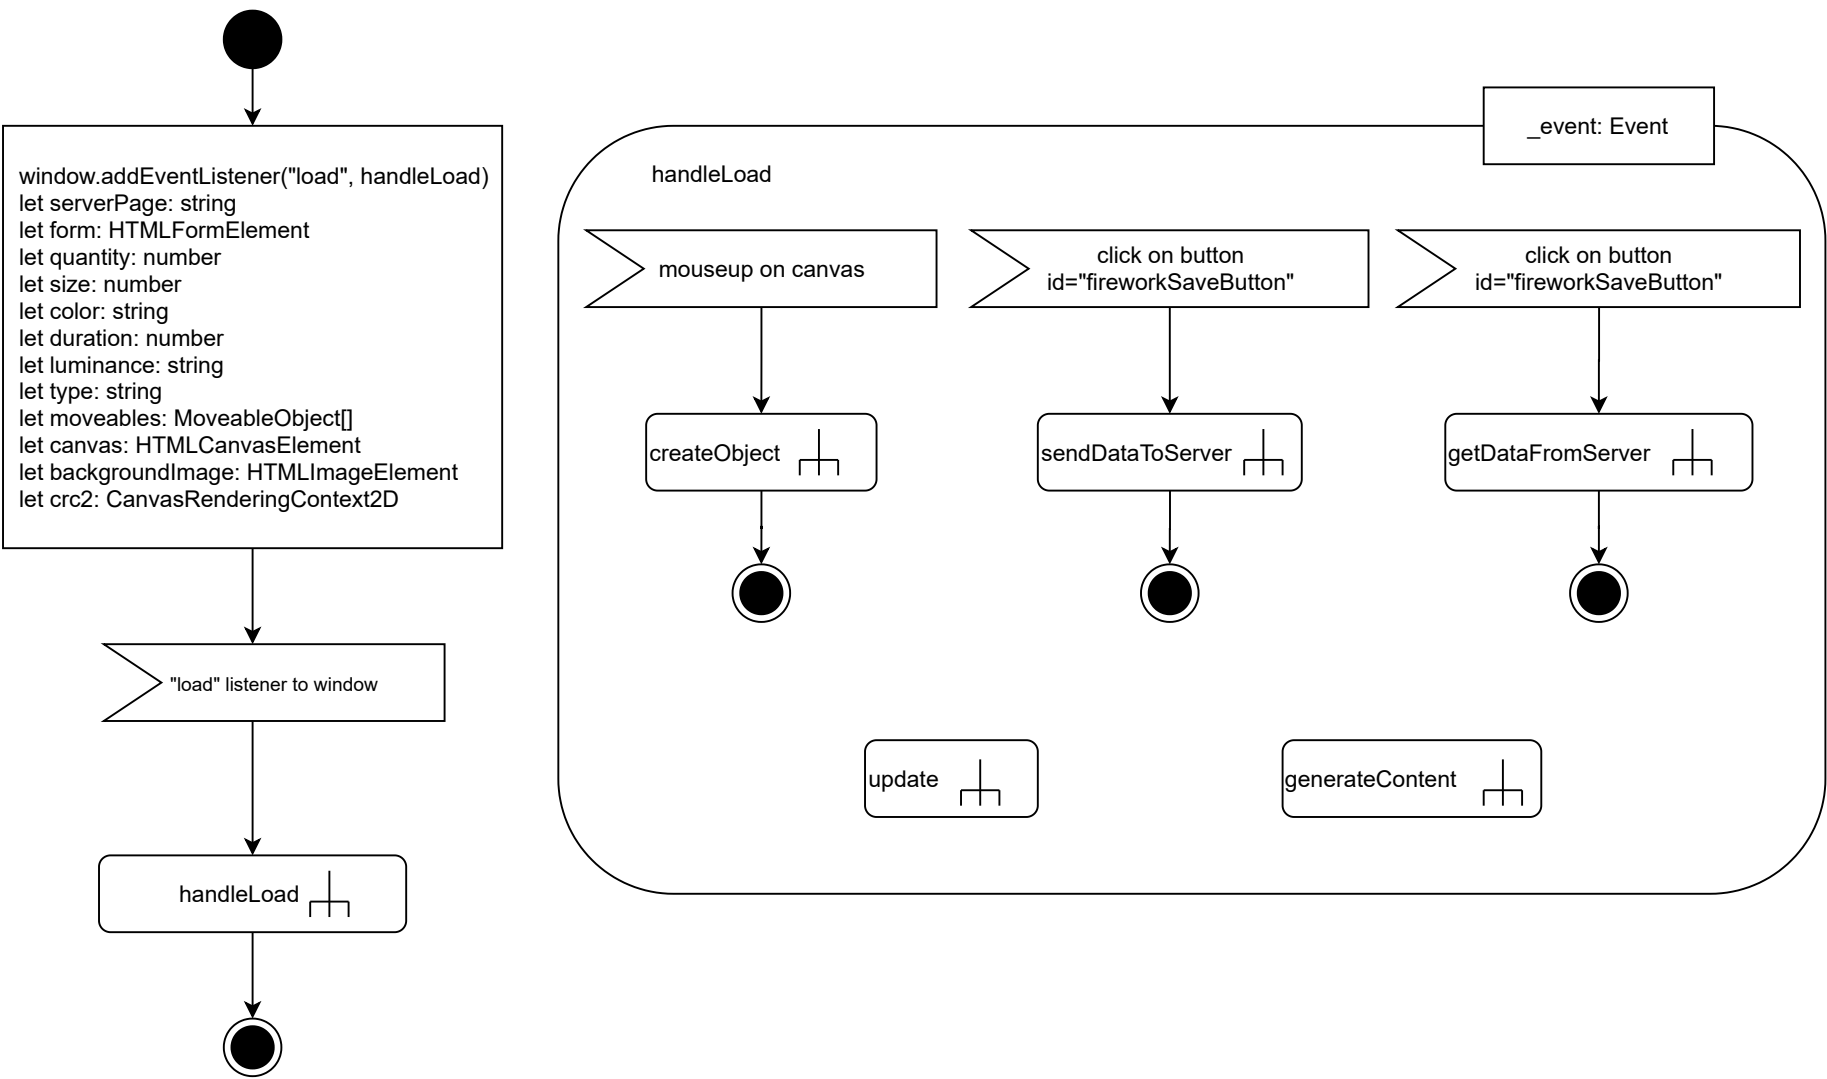 window.addEventListener("load", handleLoad)
let serverPage: string
let form: HTMLFormElement
let quantity: number
let size: number
let color: string
let duration: number
let luminance: string
let type: string
let moveables: MoveableObject[]
let canvas: HTMLCanvasElement
let backgroundImage: HTMLImageElement
let crc2: CanvasRenderingContext2D
"load" listener to window
handleLoad
_event: Event
handleLoad
mouseup on canvas
click on button
id="fireworkSaveButton"
click on button
id="fireworkSaveButton"
createObject
sendDataToServer
getDataFromServer
update
generateContent